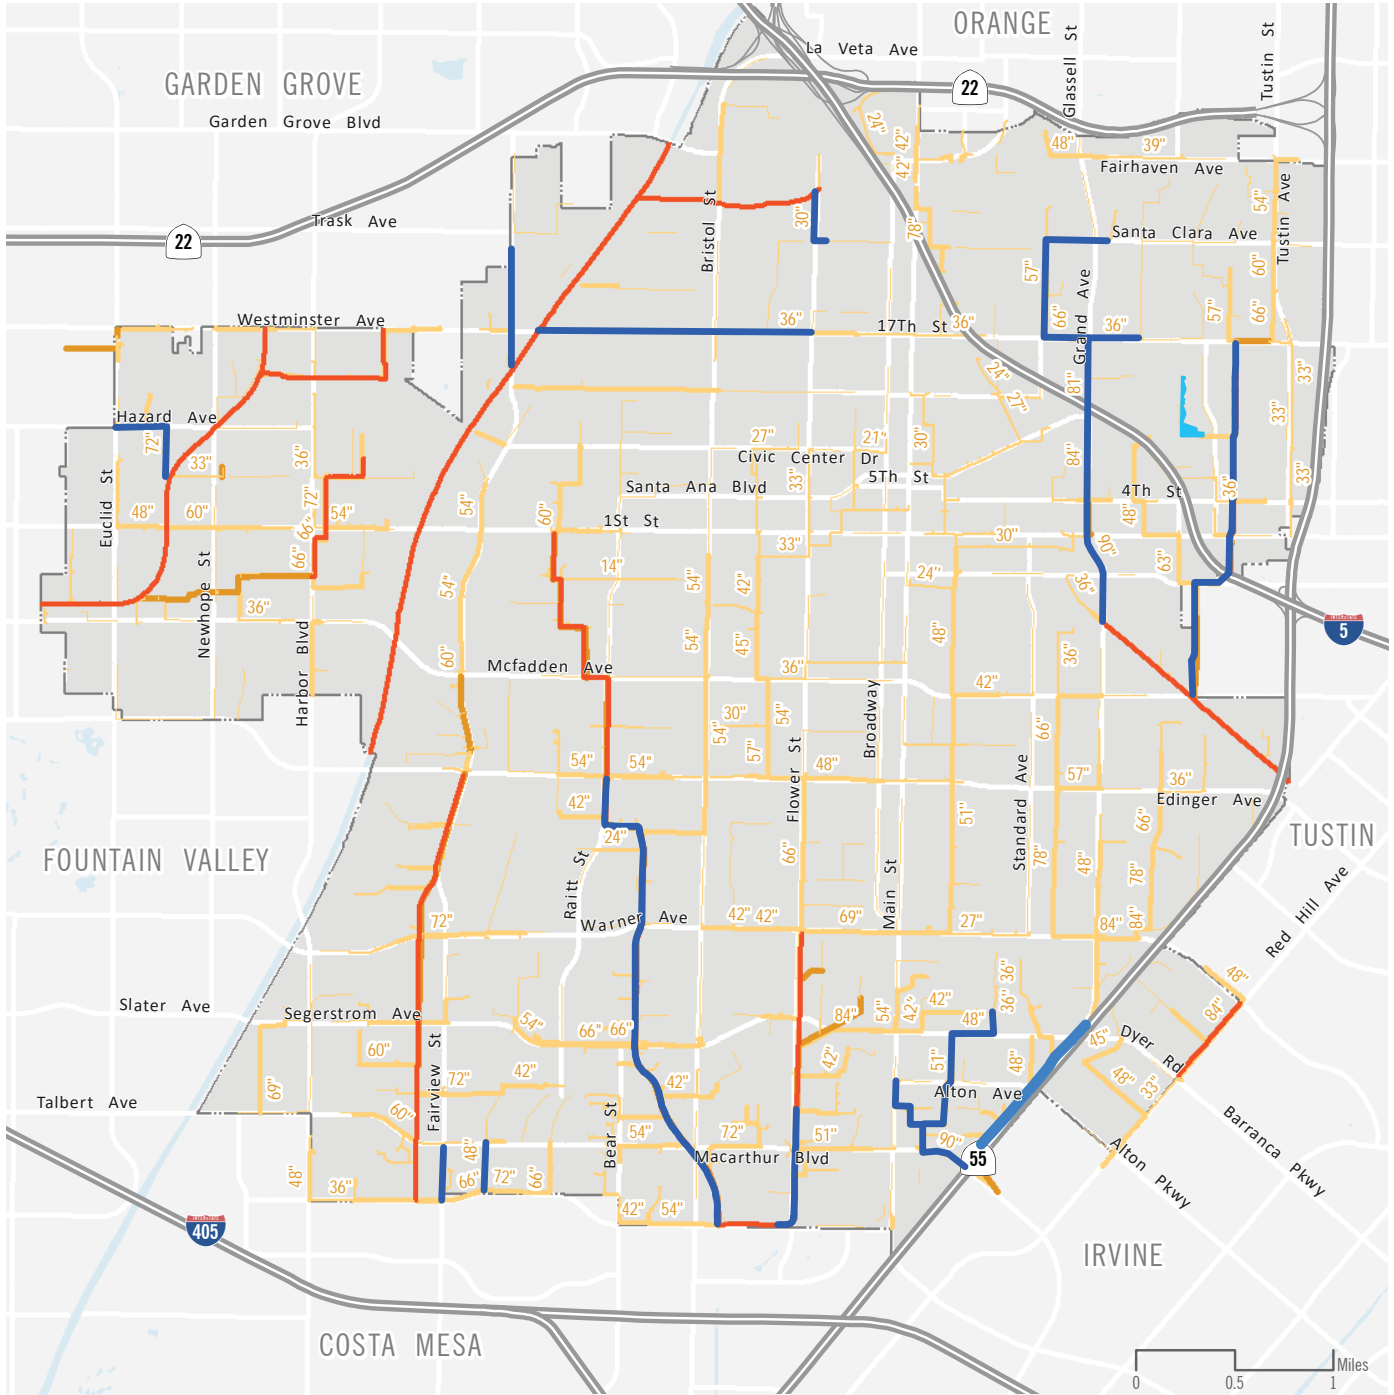 ORANGE
La Veta Ave
Glassell St
Tustin St
GARDEN GROVE
22
Garden Grove Blvd
24"
42"
42"
48"
39"
Fairhaven Ave
54"
Tustin Ave
Trask Ave
22
Bristol St
30"
78"
Santa Clara Ave
57"
60"
Grand Ave
Westminster Ave
36"
17Th St
36"
66"
36"
57"
66"
24"
27"
81"
33"
Hazard Ave
72"
33"
36"
27"
21"
30"
Civic Center Dr
84"
33"
33"
Euclid St
Santa Ana Blvd
33"
5Th St
4Th St
36"
48"
60"
72"
54"
54"
60"
1St St
48"
66"
66"
33"
30"
90"
63"
Newhope St
14"
54"
42"
24"
36"
54"
36"
Harbor Blvd
5
60"
Mcfadden Ave
54"
45"
36"
48"
36"
42"
Broadway
30"
54"
54"
57"
66"
Flower St
54"
54"
48"
57"
36"
Standard Ave
Edinger Ave
42"
24"
51"
66"
TUSTIN
FOUNTAIN VALLEY
66"
78"
48"
78"
Raitt St
Main St
Red Hill Ave
72"
Warner Ave
42"
42"
69"
27"
84"
84"
36"
48"
Slater Ave
Segerstrom Ave
54"
66"
66"
84"
54"
42"
42"
36"
48"
84"
45"
Dyer Rd
60"
42"
51"
48"
Fairview St
69"
72"
42"
42"
48"
33"
Alton Ave
Talbert Ave
60"
Bear St
54"
72"
51"
90"
Barranca Pkwy
48"
Macarthur Blvd
55
Alton Pkwy
48"
36"
66"
72"
66"
42"
54"
405
IRVINE
COSTA MESA
Miles
0 0.5 1